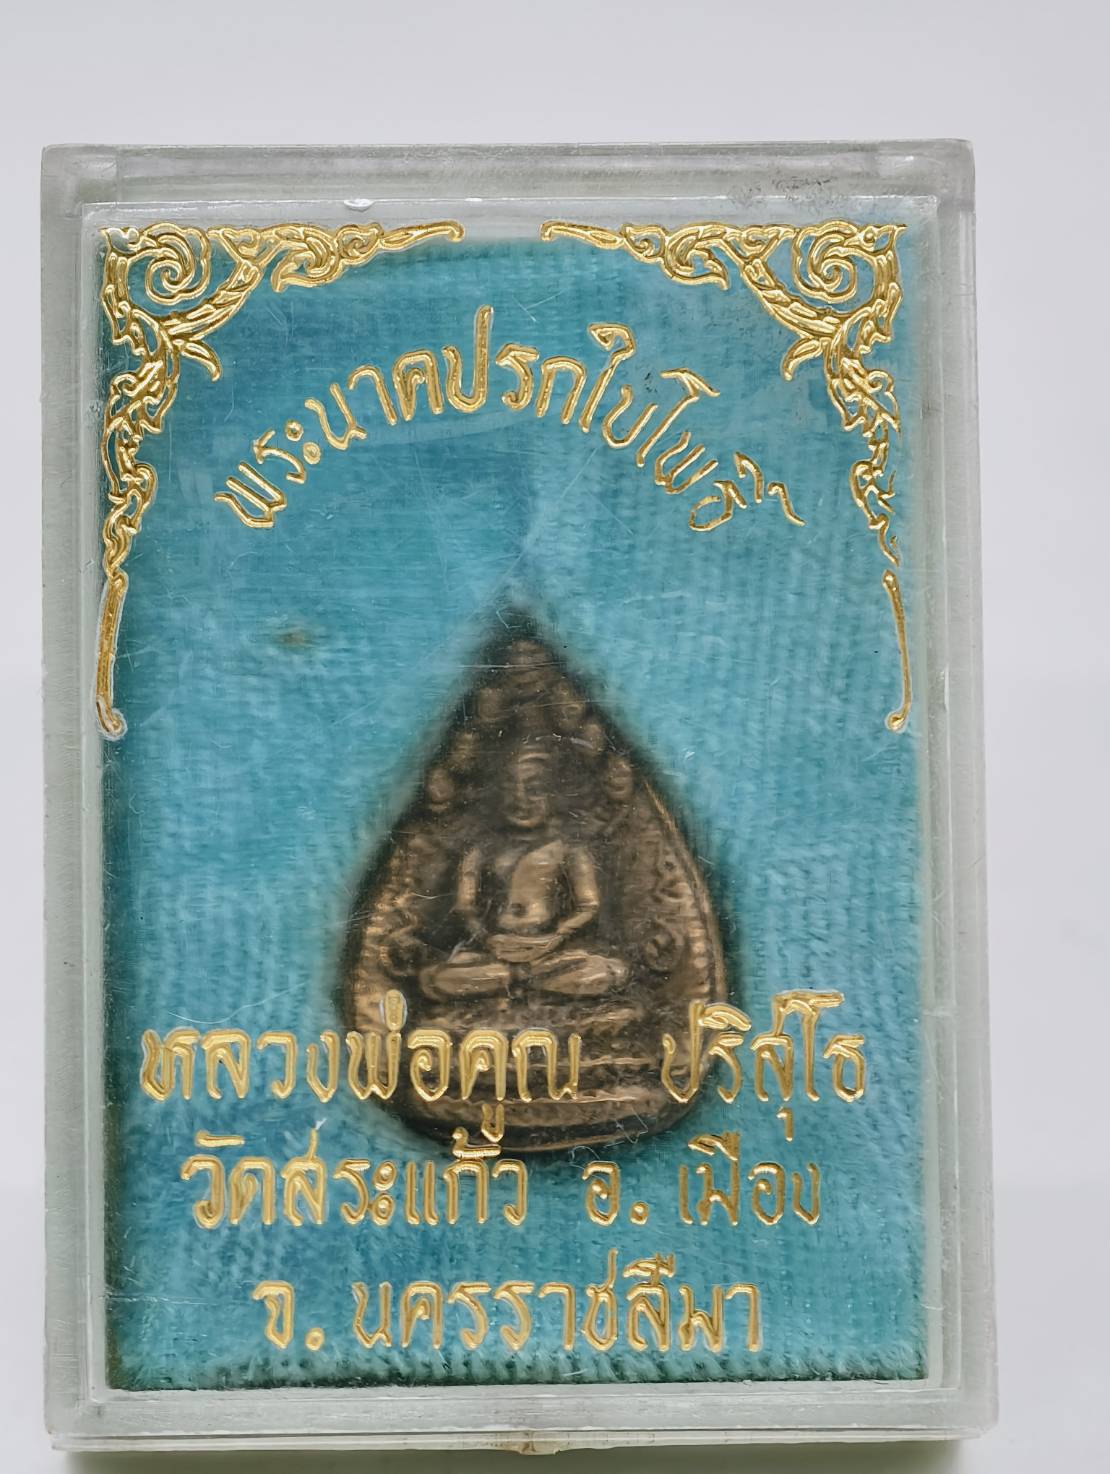 พระนาคปรกใบโพธิ์
หลวงพ่อคูณ ปริสุโธ
วัดสระแก้ว อ. เมือง
จ. นครราชสีมา